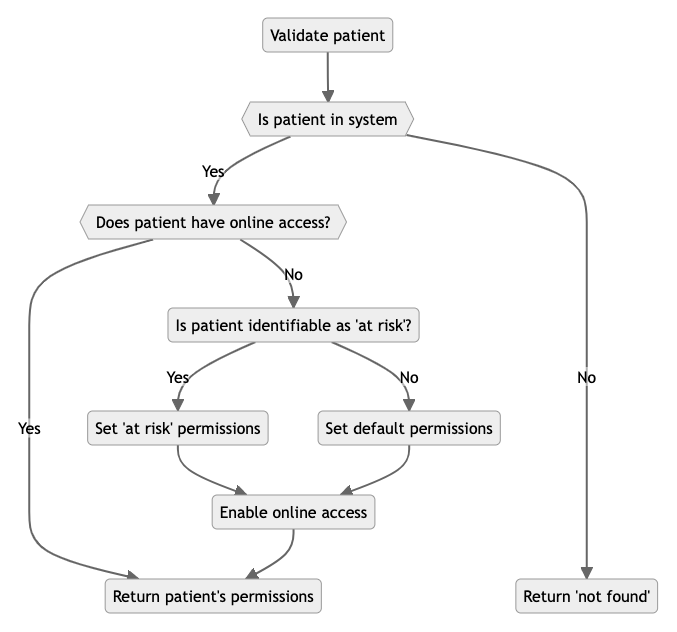 Validate patient
Is patient in system
Yes
Does patient have online access?
No
Is patient identifiable as 'at risk'?
Yes
No
No
Yes
Set 'at risk' permissions
Set default permissions
Enable online access
Return patient's permissions
Return 'not found'